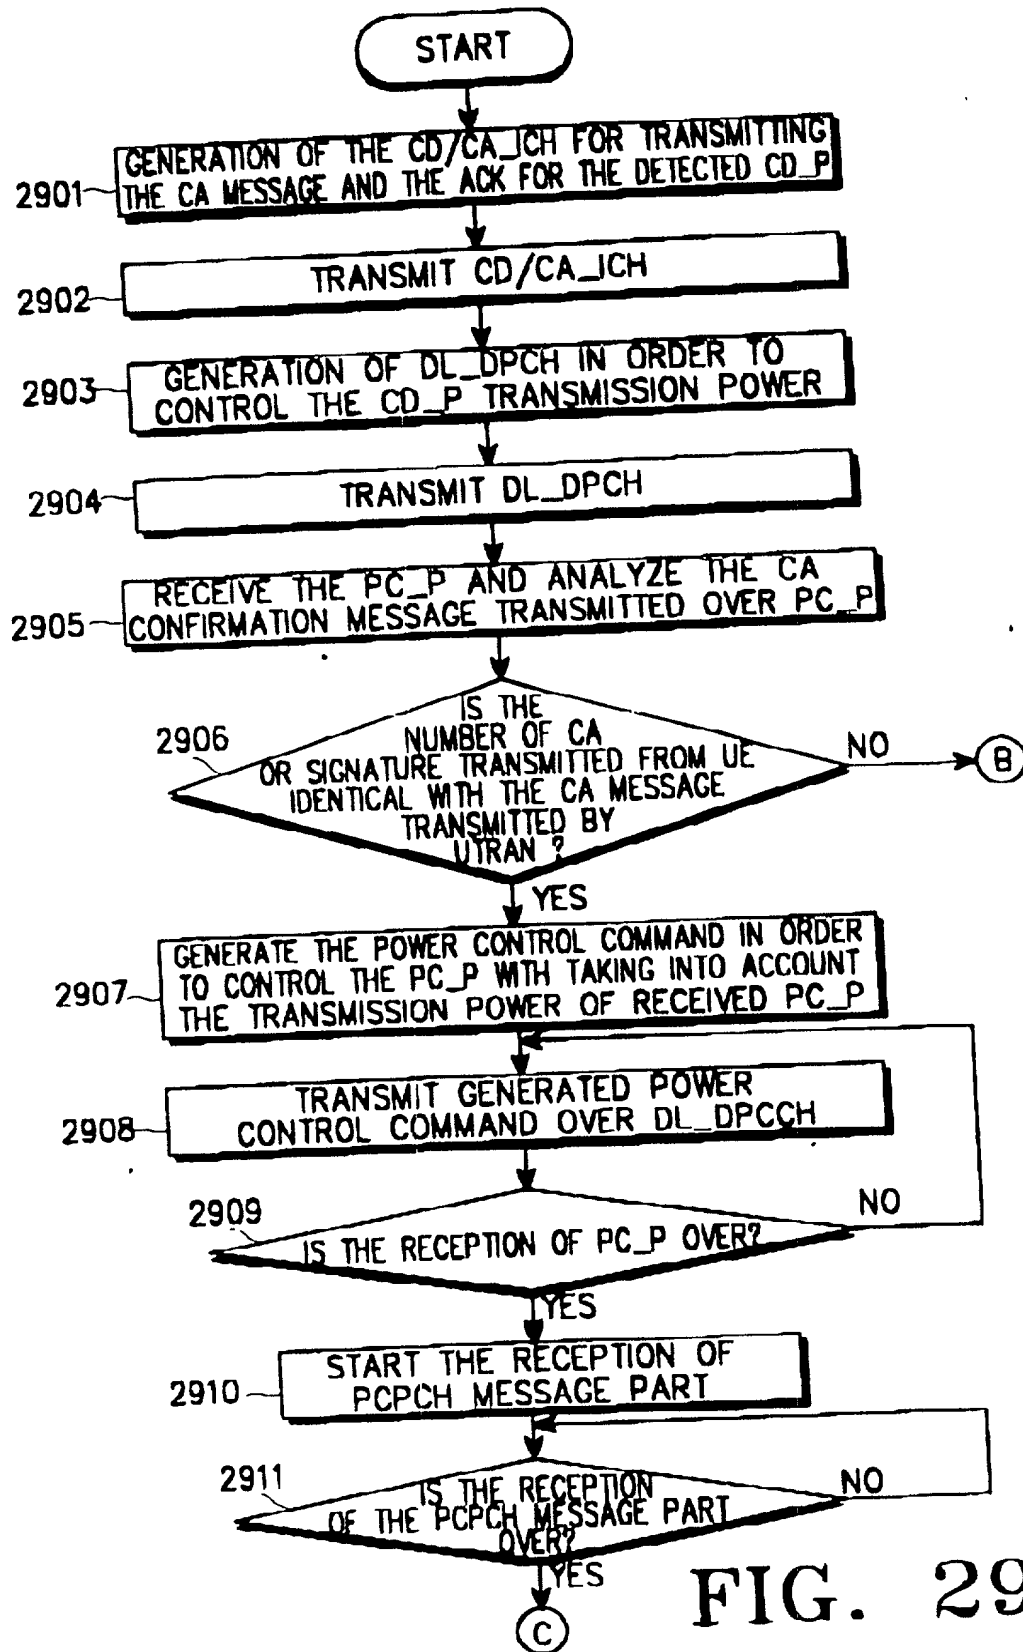 START
2901
GENERATION OF THE CD/CA_ICH FOR TRANSMITTING
THE CA MESSAGE AND THE ACK FOR THE DETECTED CD_P
2902
TRANSMIT CD/CA_ICH
2903
GENERATION OF DL_DPCH IN ORDER TO
CONTROL THE CD_P TRANSMISSION POWER
2904
TRANSMIT DL_DPCH
2905
RECEIVE THE PC_P AND ANALYZE THE CA
CONFIRMATION MESSAGE TRANSMITTED OVER PC_P
2906
IS THE
NUMBER OF CA
OR SIGNATURE TRANSMITTED FROM UE
IDENTICAL WITH THE CA MESSAGE
TRANSMITTED BY
UTRAN ?
NO
B
YES
2907
GENERATE THE POWER CONTROL COMMAND IN ORDER
TO CONTROL THE PC_P WITH TAKING INTO ACCOUNT
THE TRANSMISSION POWER OF RECEIVED PC_P
2908
TRANSMIT GENERATED POWER
CONTROL COMMAND OVER DL_DPCCH
2909
IS THE RECEPTION OF PC_P OVER?
NO
YES
2910
START THE RECEPTION OF
PCPCH MESSAGE PART
2911
IS THE RECEPTION
OF THE PCPCH MESSAGE PART
OVER?
NO
YES
C
FIG. 29